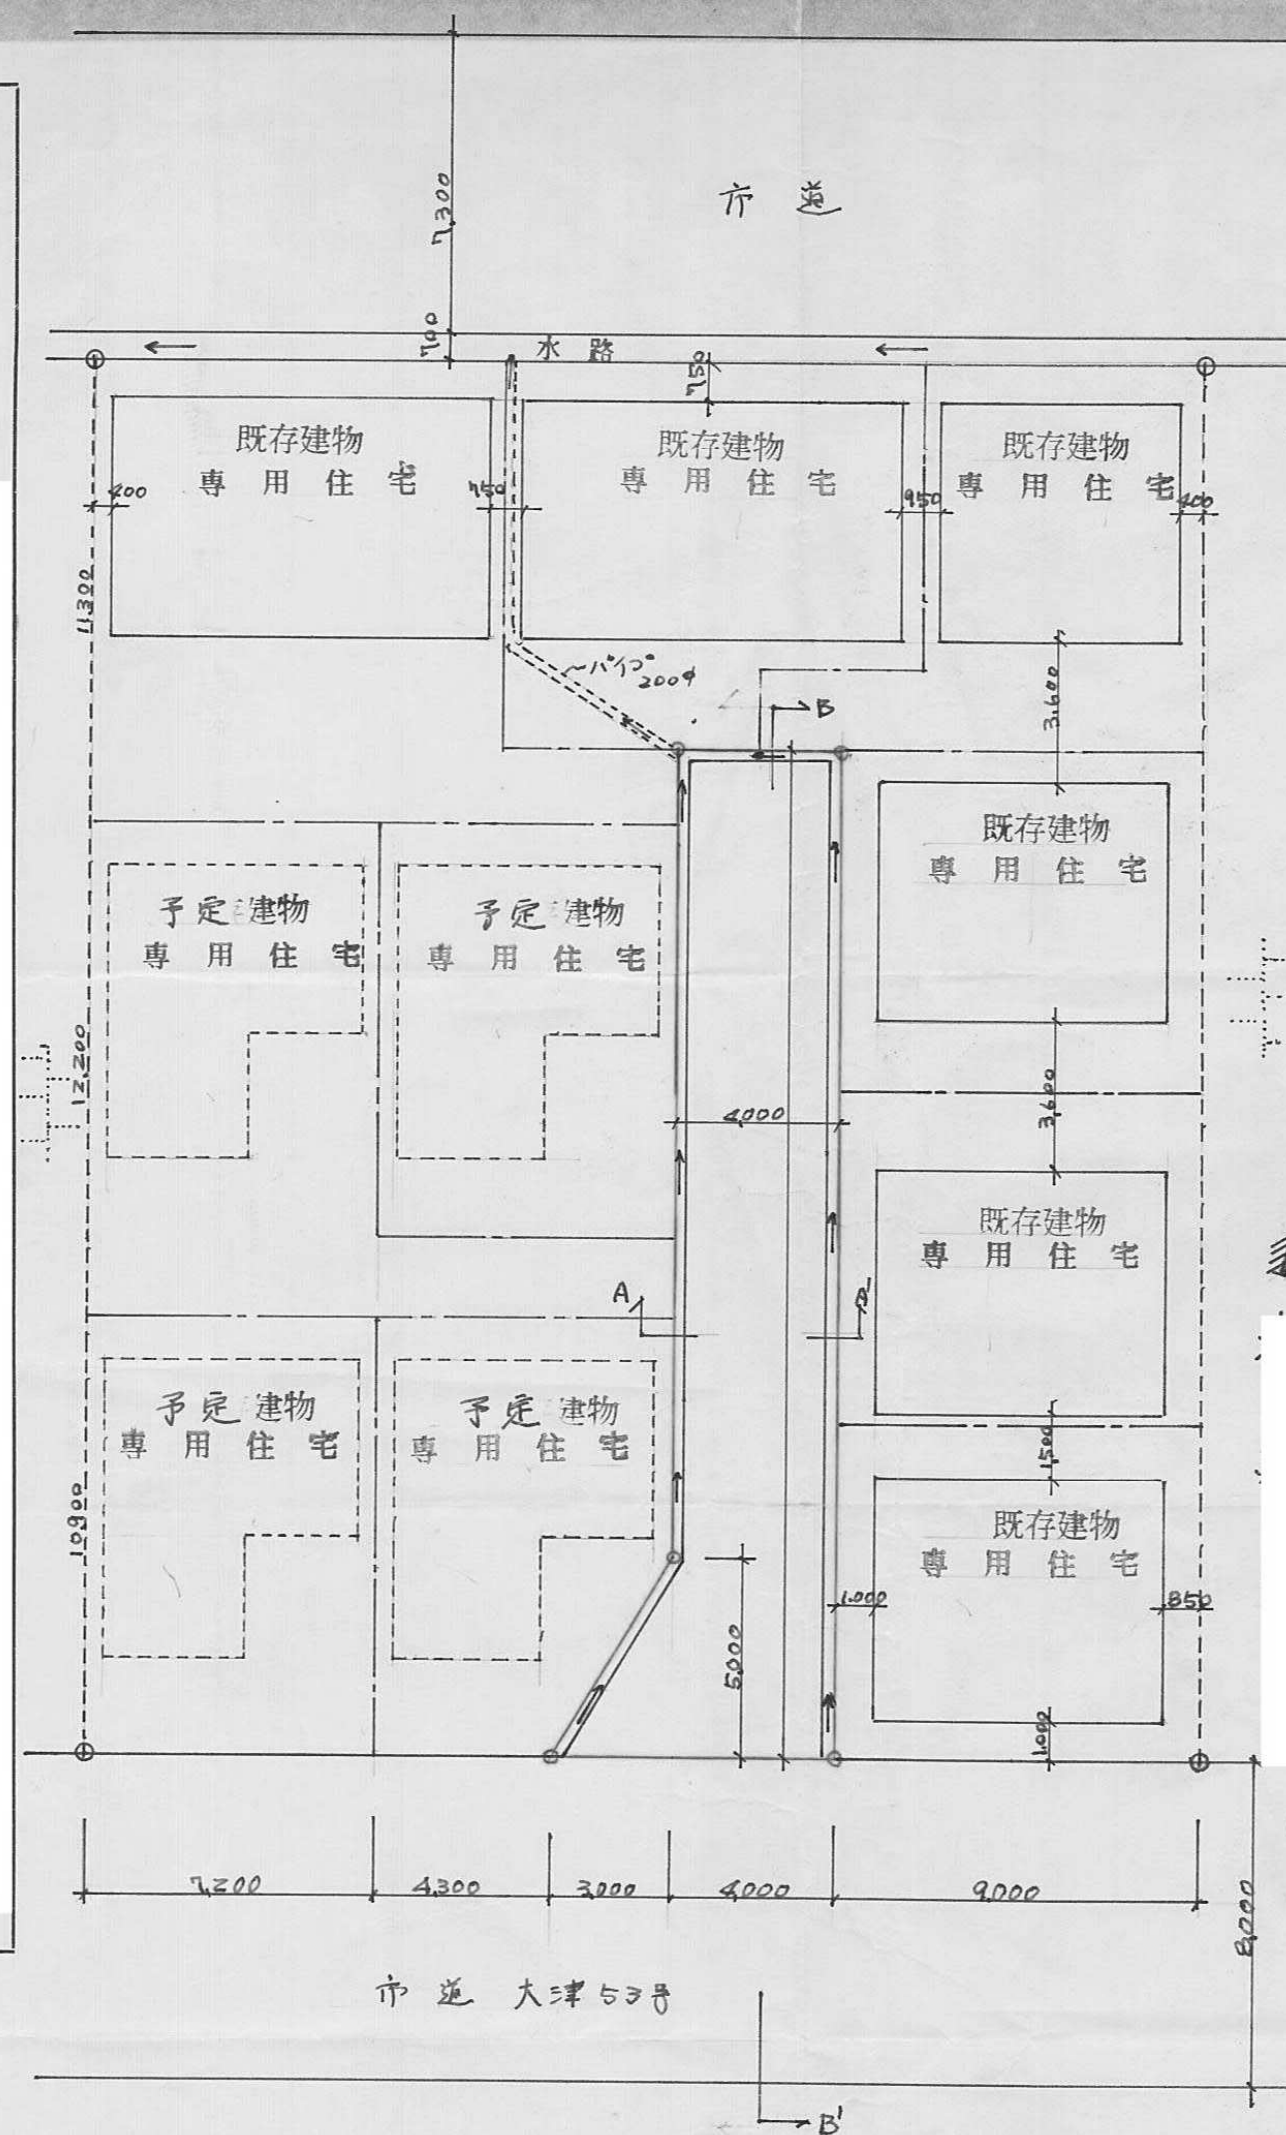 7,300
市道
700
水路
750
既存建物
専用住宅
既存建物
専用住宅
既存建物
専用住宅
400
750
950
400
11300
パイプ
200φ
3,600
B
既存建物
専用住宅
予定建物
専用住宅
予定建物
専用住宅
12,200
4,000
3,600
既存建物
専用住宅
A
A'
予定建物
専用住宅
予定建物
専用住宅
1,500
10,900
既存建物
専用住宅
1,000
850
5,000
1,000
7,200
4,300
3,000
4,000
9,000
8,000
市道 大津53号
B'